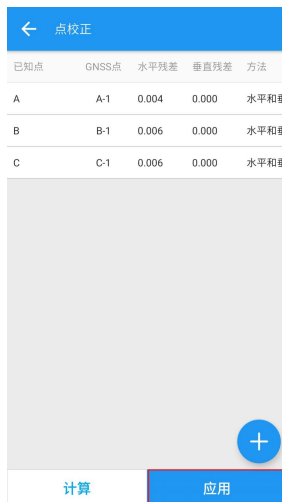 点校正
已知点 GNSS点 水平残差 垂直残差 方法
A A-1 0.004 0.000 水平和垂
B B-1 0.006 0.000 水平和垂
C C-1 0.006 0.000 水平和垂
计算 应用